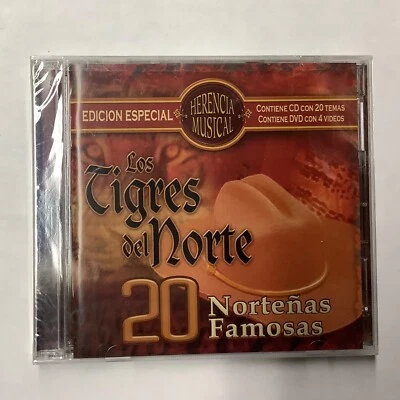 EDICION ESPECIAL
HERENCIA
MUSICAL
CONTIENE CD CON 20 TEMAS
CONTIENE DVD CON 4 VIDEOS
Los
Tigres
del Norte
20 Norteñas
Famosas